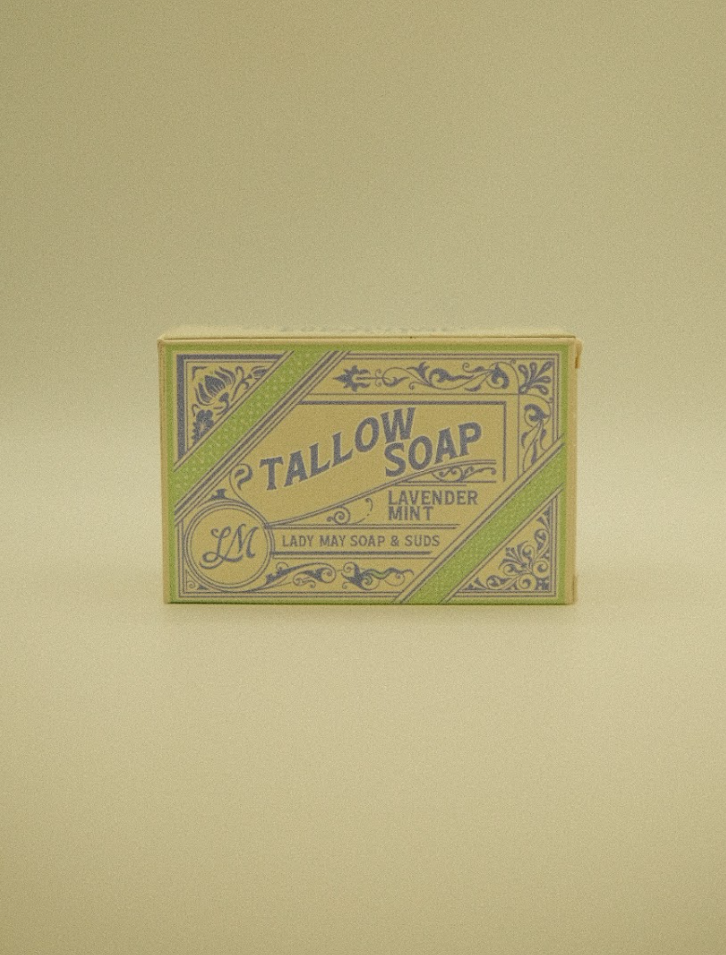 TALLOW
SOAP
LAVENDER
MINT
LM
LADY MAY SOAP & SUDS